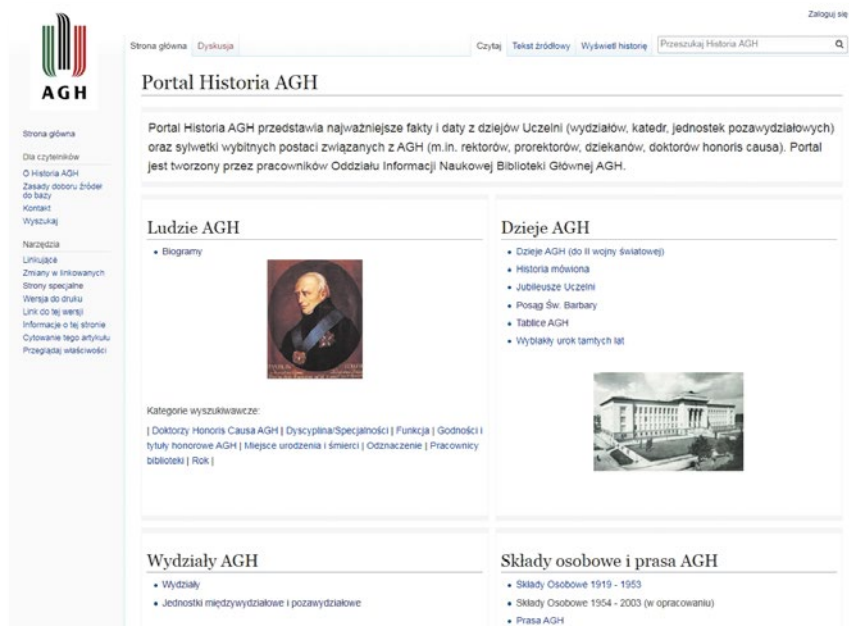 Zaloguj się
AGH
Strona główna
Dyskusja
Czytaj
Tekst źródłowy
Wyświetl historię
Przeszukaj Historia AGH
Portal Historia AGH
Portal Historia AGH przedstawia najważniejsze fakty i daty z dziejów Uczelni (wydziałów, katedr, jednostek pozawydziałowych)
oraz sylwetki wybitnych postaci związanych z AGH (m.in. rektorów, prorektorów, dziekanów, doktorów honoris causa). Portal
jest tworzony przez pracowników Oddziału Informacji Naukowej Biblioteki Głównej AGH.
Strona główna
Dla czytelników
O Historia AGH
Zasady doboru źródeł
do bazy
Kontakt
Wyszukaj
Narzędzia
Linkujące
Zmiany w linkowanych
Strony specjalne
Wersja do druku
Link do tej wersji
Informacje o tej stronie
Cytowanie tego artykułu
Przeglądaj właściwości
Ludzie AGH
• Biogramy
Kategorie wyszukiwawcze:
| Doktorzy Honoris Causa AGH | Dyscyplina/Specjalności | Funkcja | Godności i
tytuły honorowe AGH | Miejsce urodzenia i śmierci | Odznaczenie | Pracownicy
biblioteki | Rok |
Dzieje AGH
• Dzieje AGH (do II wojny światowej)
• Historia mówiona
• Jubileusze Uczelni
• Posąg Św. Barbary
• Tablice AGH
• Wyblakły urok tamtych lat
Wydziały AGH
• Wydziały
• Jednostki międzywydziałowe i pozawydziałowe
Składy osobowe i prasa AGH
• Składy Osobowe 1919 - 1953
• Składy Osobowe 1954 - 2003 (w opracowaniu)
• Prasa AGH